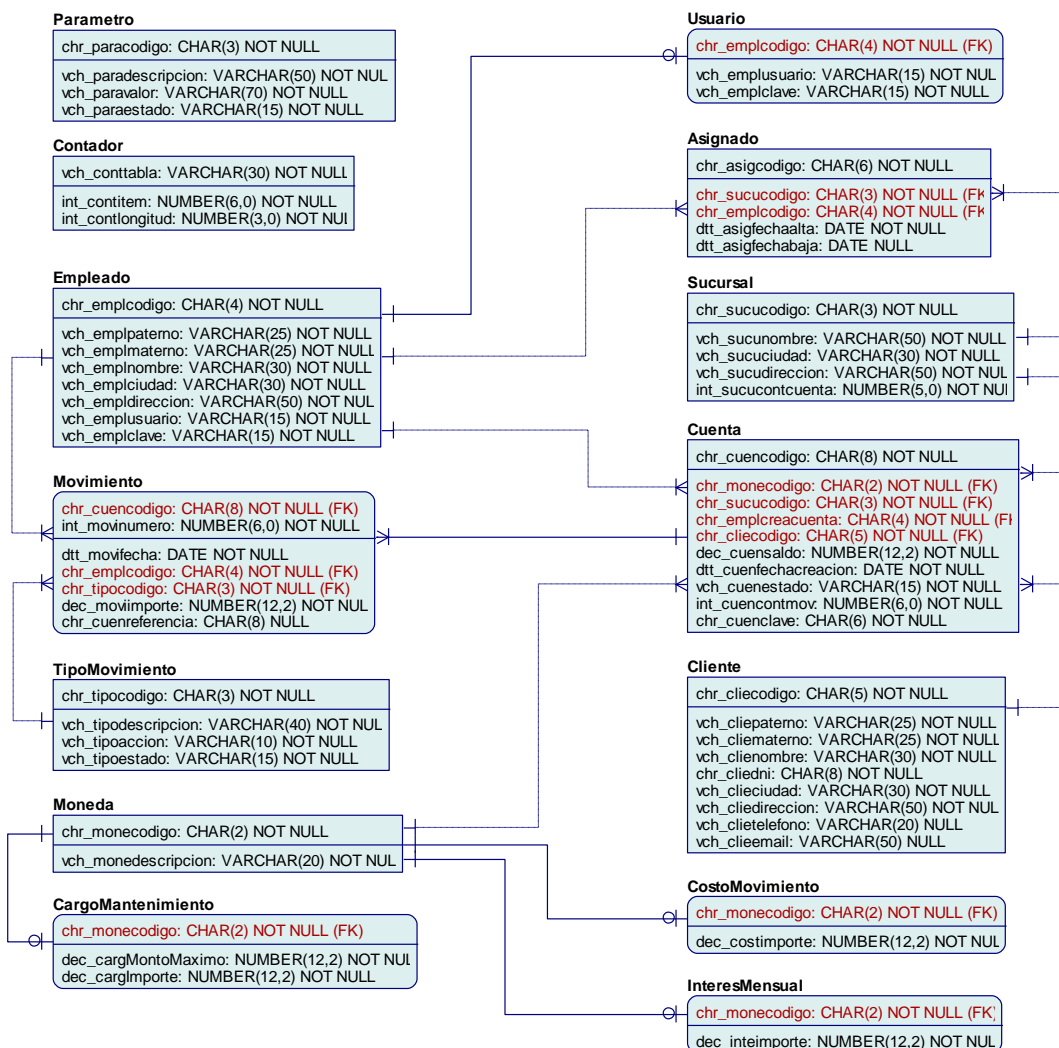 Parametro
chr_paracodigo: CHAR(3) NOT NULL
vch_paradescripcion: VARCHAR(50) NOT NUL
vch_paravalor: VARCHAR(70) NOT NULL
vch_paraestado: VARCHAR(15) NOT NULL
Contador
vch_conttabla: VARCHAR(30) NOT NULL
int_contitem: NUMBER(6,0) NOT NULL
int_contlongitud: NUMBER(3,0) NOT NUL
Empleado
chr_emplcodigo: CHAR(4) NOT NULL
vch_emplpaterno: VARCHAR(25) NOT NULL
vch_emplmaterno: VARCHAR(25) NOT NULL
vch_emplnombre: VARCHAR(30) NOT NULL
vch_emplciudad: VARCHAR(30) NOT NULL
vch_empldireccion: VARCHAR(50) NOT NUL
vch_emplusuario: VARCHAR(15) NOT NULL
vch_emplclave: VARCHAR(15) NOT NULL
Movimiento
chr_cuencodigo: CHAR(8) NOT NULL (FK)
int_movinumero: NUMBER(6,0) NOT NULL
dtt_movifecha: DATE NOT NULL
chr_emplcodigo: CHAR(4) NOT NULL (FK)
chr_tipocodigo: CHAR(3) NOT NULL (FK)
dec_moviimporte: NUMBER(12,2) NOT NUL
chr_cuenreferencia: CHAR(8) NULL
TipoMovimiento
chr_tipocodigo: CHAR(3) NOT NULL
vch_tipodescripcion: VARCHAR(40) NOT NUL
vch_tipoaccion: VARCHAR(10) NOT NULL
vch_tipoestado: VARCHAR(15) NOT NULL
Moneda
chr_monecodigo: CHAR(2) NOT NULL
vch_monedescripcion: VARCHAR(20) NOT NUL
CargoMantenimiento
chr_monecodigo: CHAR(2) NOT NULL (FK)
dec_cargMontoMaximo: NUMBER(12,2) NOT NUL
dec_cargImporte: NUMBER(12,2) NOT NULL
Usuario
chr_emplcodigo: CHAR(4) NOT NULL (FK)
vch_emplusuario: VARCHAR(15) NOT NUL
vch_emplclave: VARCHAR(15) NOT NULL
Asignado
chr_asigcodigo: CHAR(6) NOT NULL
chr_sucucodigo: CHAR(3) NOT NULL (FK
chr_emplcodigo: CHAR(4) NOT NULL (FK
dtt_asigfechaalta: DATE NOT NULL
dtt_asigfechabaja: DATE NULL
Sucursal
chr_sucucodigo: CHAR(3) NOT NULL
vch_sucunombre: VARCHAR(50) NOT NULL
vch_sucuciudad: VARCHAR(30) NOT NULL
vch_sucudireccion: VARCHAR(50) NOT NUL
int_sucucontcuenta: NUMBER(5,0) NOT NUL
Cuenta
chr_cuencodigo: CHAR(8) NOT NULL
chr_monecodigo: CHAR(2) NOT NULL (FK)
chr_sucucodigo: CHAR(3) NOT NULL (FK)
chr_emplcreacuenta: CHAR(4) NOT NULL (FK
chr_cliecodigo: CHAR(5) NOT NULL (FK)
dec_cuensaldo: NUMBER(12,2) NOT NULL
dtt_cuenfechacreacion: DATE NOT NULL
vch_cuenestado: VARCHAR(15) NOT NULL
int_cuencontmov: NUMBER(6,0) NOT NULL
chr_cuenclave: CHAR(6) NOT NULL
Cliente
chr_cliecodigo: CHAR(5) NOT NULL
vch_cliepaterno: VARCHAR(25) NOT NULL
vch_cliematerno: VARCHAR(25) NOT NULL
vch_clienombre: VARCHAR(30) NOT NULL
chr_cliedni: CHAR(8) NOT NULL
vch_clieciudad: VARCHAR(30) NOT NULL
vch_cliedireccion: VARCHAR(50) NOT NUL
vch_clietelefono: VARCHAR(20) NULL
vch_clieemail: VARCHAR(50) NULL
CostoMovimiento
chr_monecodigo: CHAR(2) NOT NULL (FK)
dec_costimporte: NUMBER(12,2) NOT NUL
InteresMensual
chr_monecodigo: CHAR(2) NOT NULL (FK)
dec_inteimporte: NUMBER(12,2) NOT NUL